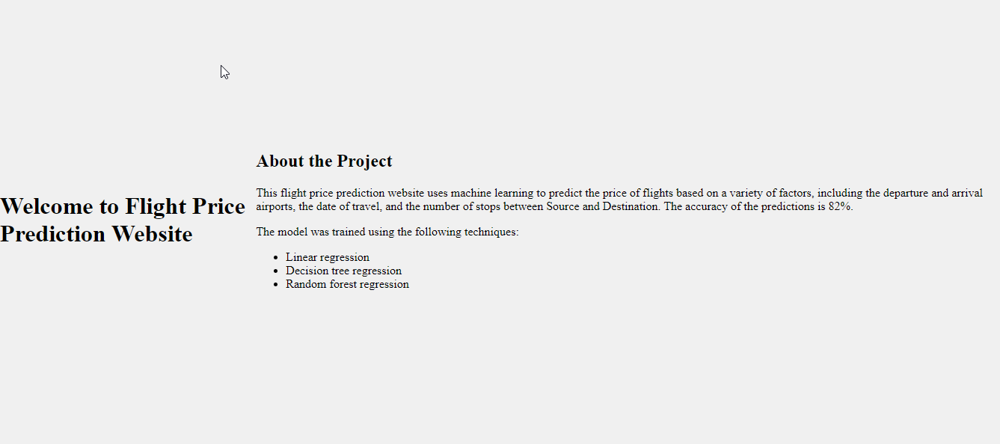 Welcome to Flight Price
Prediction Website
About the Project
This flight price prediction website uses machine learning to predict the price of flights based on a variety of factors, including the departure and arrival
airports, the date of travel, and the number of stops between Source and Destination. The accuracy of the predictions is 82%.
The model was trained using the following techniques:
• Linear regression
• Decision tree regression
• Random forest regression